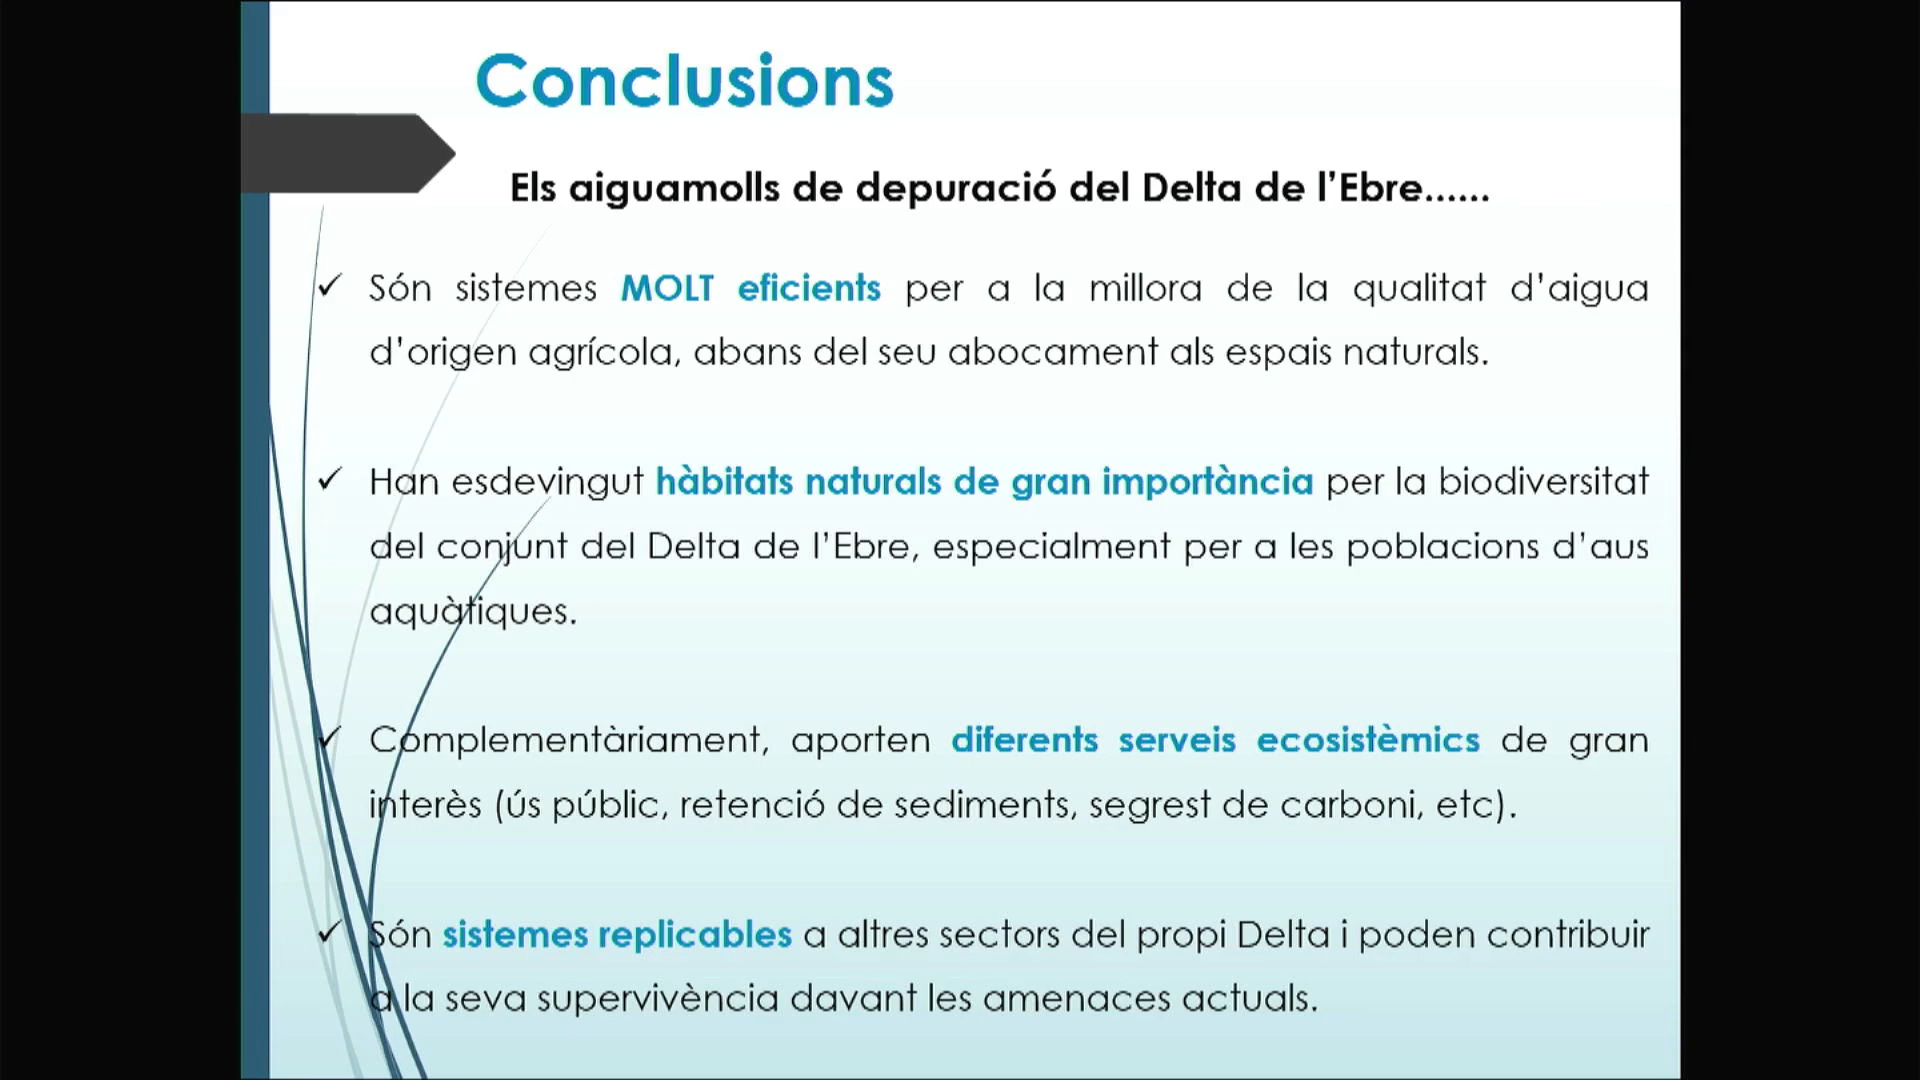 Conclusions
Els aiguamolls de depuració del Delta de l’Ebre......
✓ Són sistemes MOLT eficients per a la millora de la qualitat d’aigua
d’origen agrícola, abans del seu abocament als espais naturals.
✓ Han esdevingut hàbitats naturals de gran importància per la biodiversitat
del conjunt del Delta de l’Ebre, especialment per a les poblacions d’aus
aquàtiques.
✓ Complementàriament, aporten diferents serveis ecosistèmics de gran
interès (ús públic, retenció de sediments, segrest de carboni, etc).
✓ Són sistemes replicables a altres sectors del propi Delta i poden contribuir
a la seva supervivència davant les amenaces actuals.